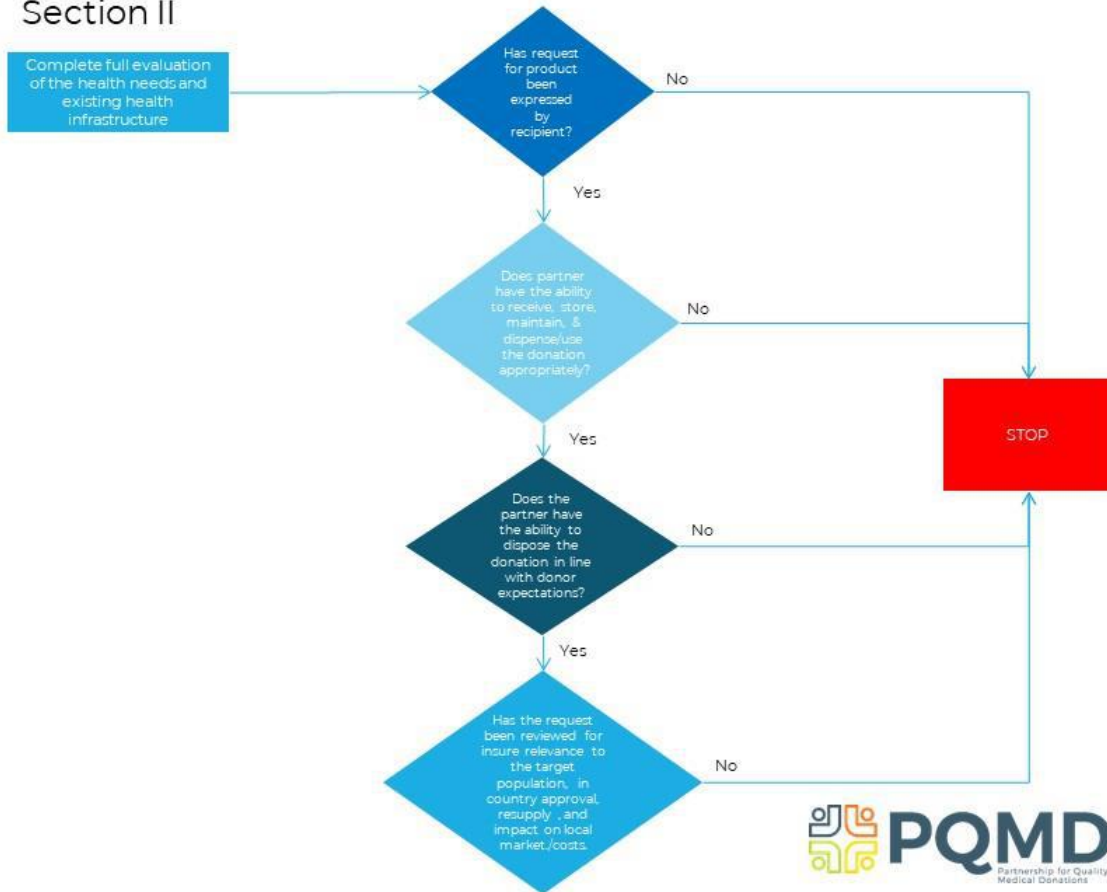 Section II
Complete full evaluation
of the health needs and
existing health
infrastructure
Has request
for product
been
expressed
by
recipient?
No
Yes
Does partner
have the ability
to receive, store,
maintain, &
dispense/use
the donation
appropriately?
No
STOP
Yes
Does the
partner have
the ability to
dispose the
donation in line
with donor
expectations?
No
Yes
Has the request
been reviewed for
insure relevance to
the target
population, in
country approval,
resupply , and
impact on local
market/costs.
No
PQMD
Partnership for Quality
Medical Donations